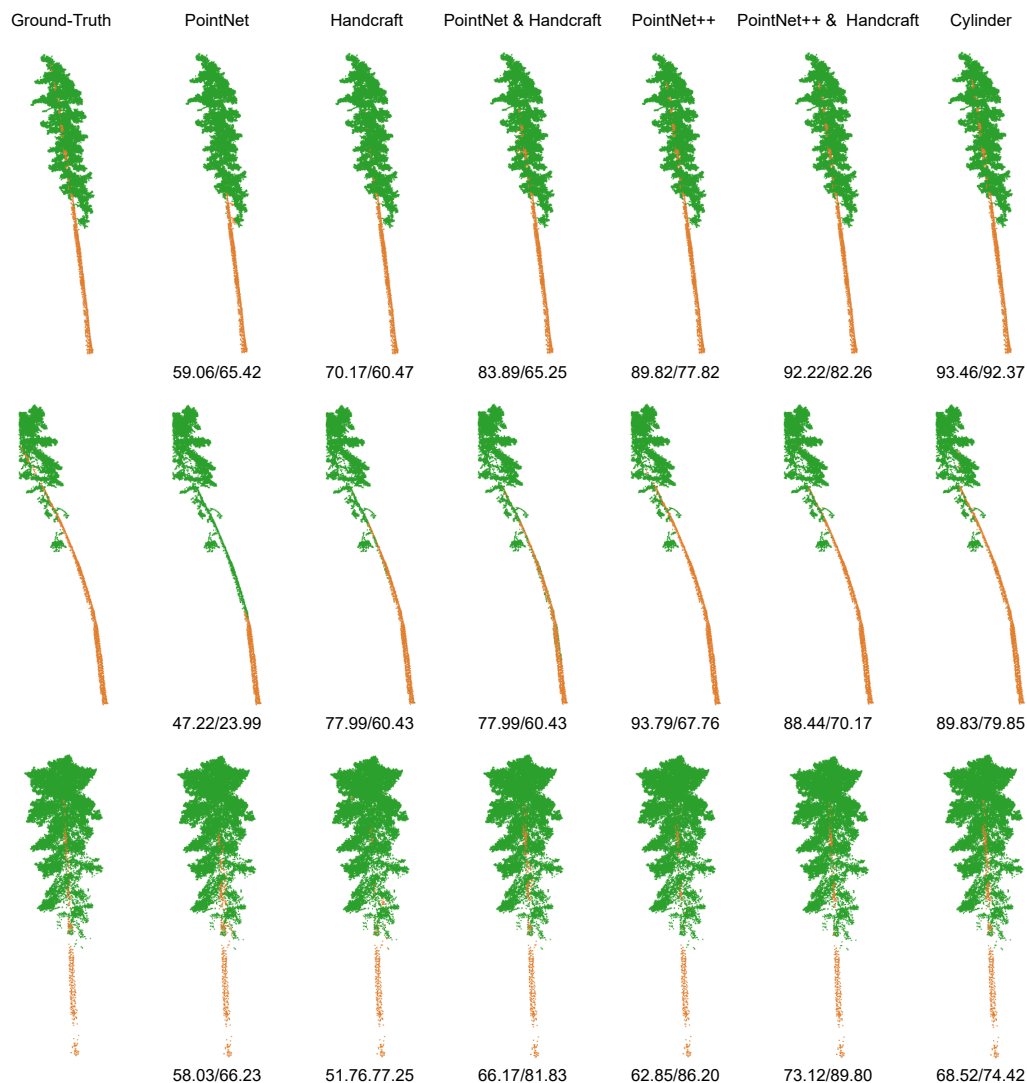 Ground-Truth PointNet Handcraft PointNet & Handcraft PointNet++ PointNet++ & Handcraft Cylinder
59.06/65.42 70.17/60.47 83.89/65.25 89.82/77.82 92.22/82.26 93.46/92.37
47.22/23.99 77.99/60.43 77.99/60.43 93.79/67.76 88.44/70.17 89.83/79.85
58.03/66.23 51.76/77.25 66.17/81.83 62.85/86.20 73.12/89.80 68.52/74.42